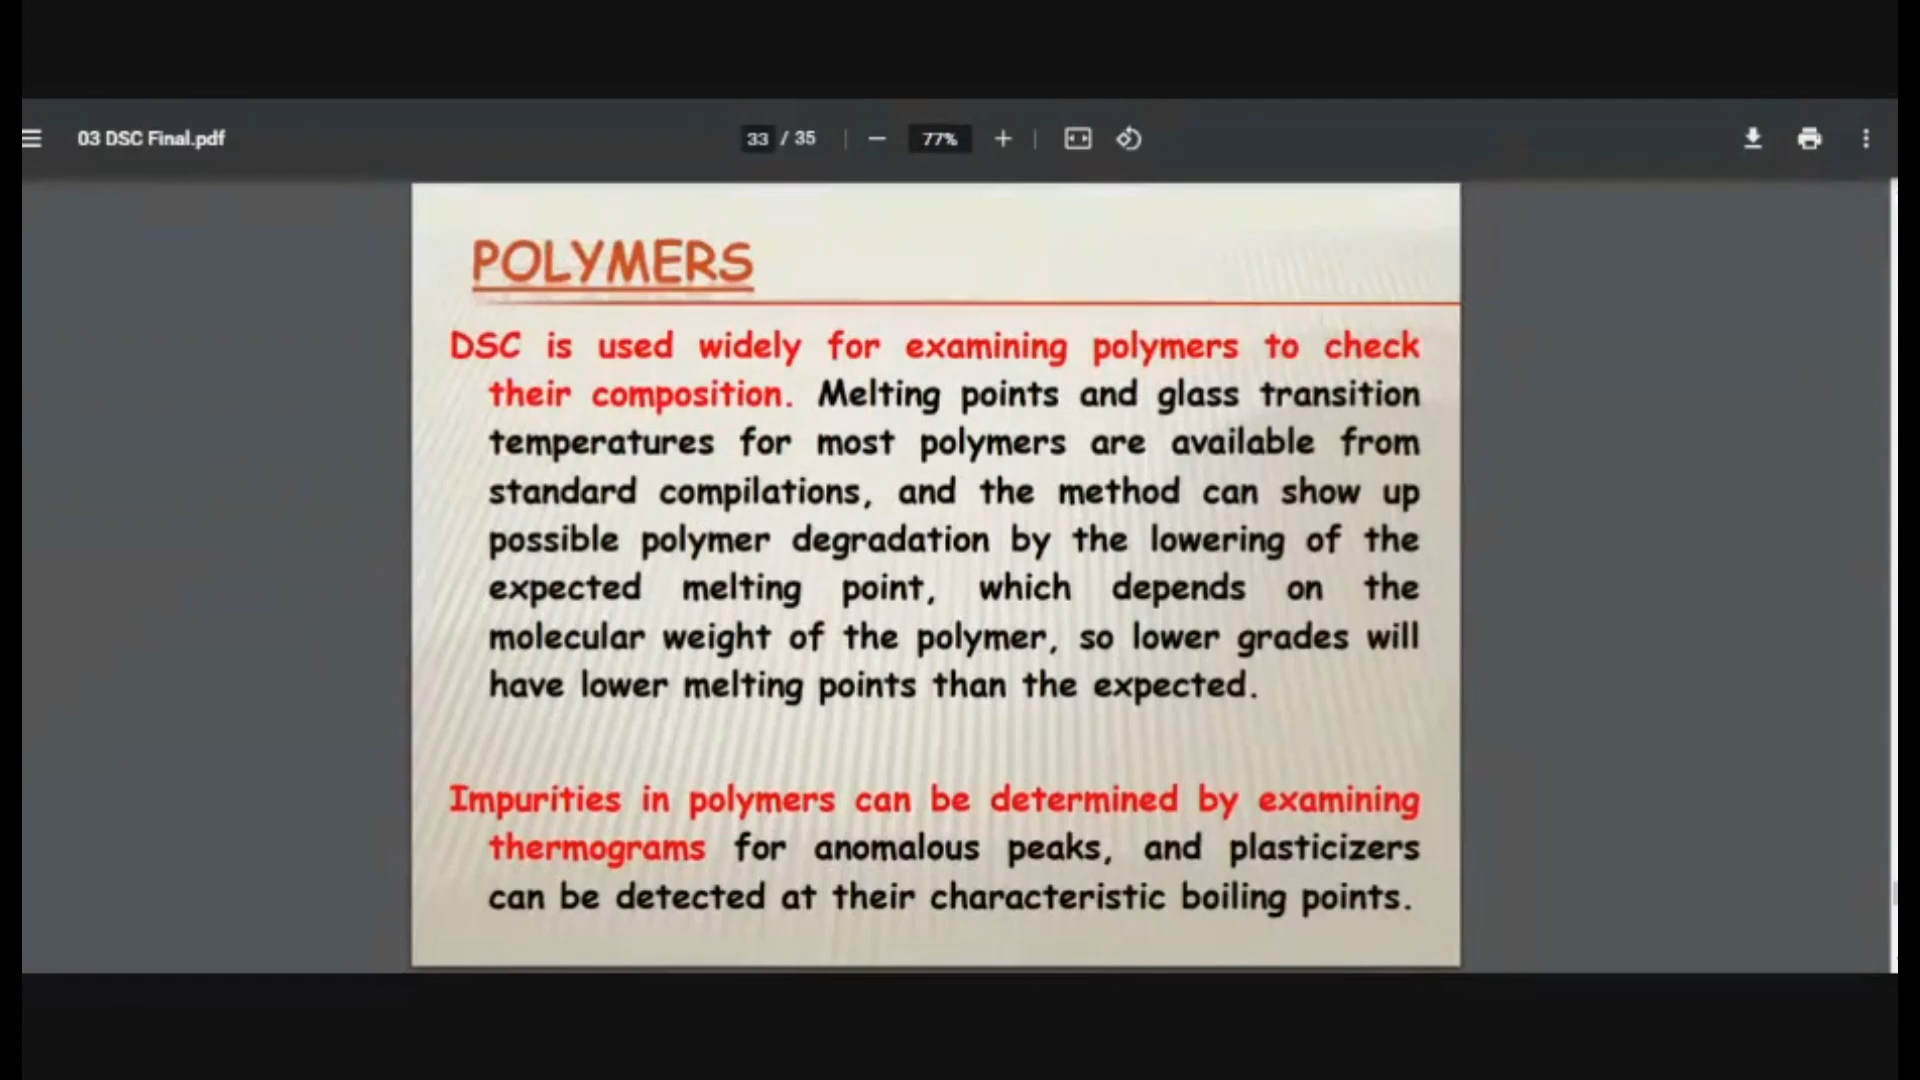 03 DSC Final.pdf
33 / 35
77%
POLYMERS
DSC is used widely for examining polymers to check
their composition. Melting points and glass transition
temperatures for most polymers are available from
standard compilations, and the method can show up
possible polymer degradation by the lowering of the
expected melting point, which depends on the
molecular weight of the polymer, so lower grades will
have lower melting points than the expected.
Impurities in polymers can be determined by examining
thermograms for anomalous peaks, and plasticizers
can be detected at their characteristic boiling points.